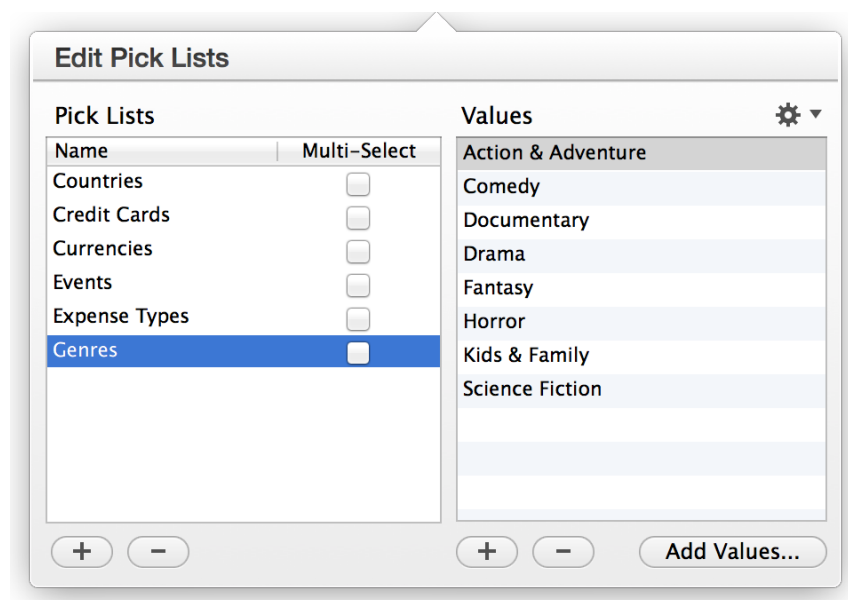 Edit Pick Lists
Pick Lists
Name Multi-Select
Countries
Credit Cards
Currencies
Events
Expense Types
Genres
+ −
Values
Action & Adventure
Comedy
Documentary
Drama
Fantasy
Horror
Kids & Family
Science Fiction
+ − Add Values...